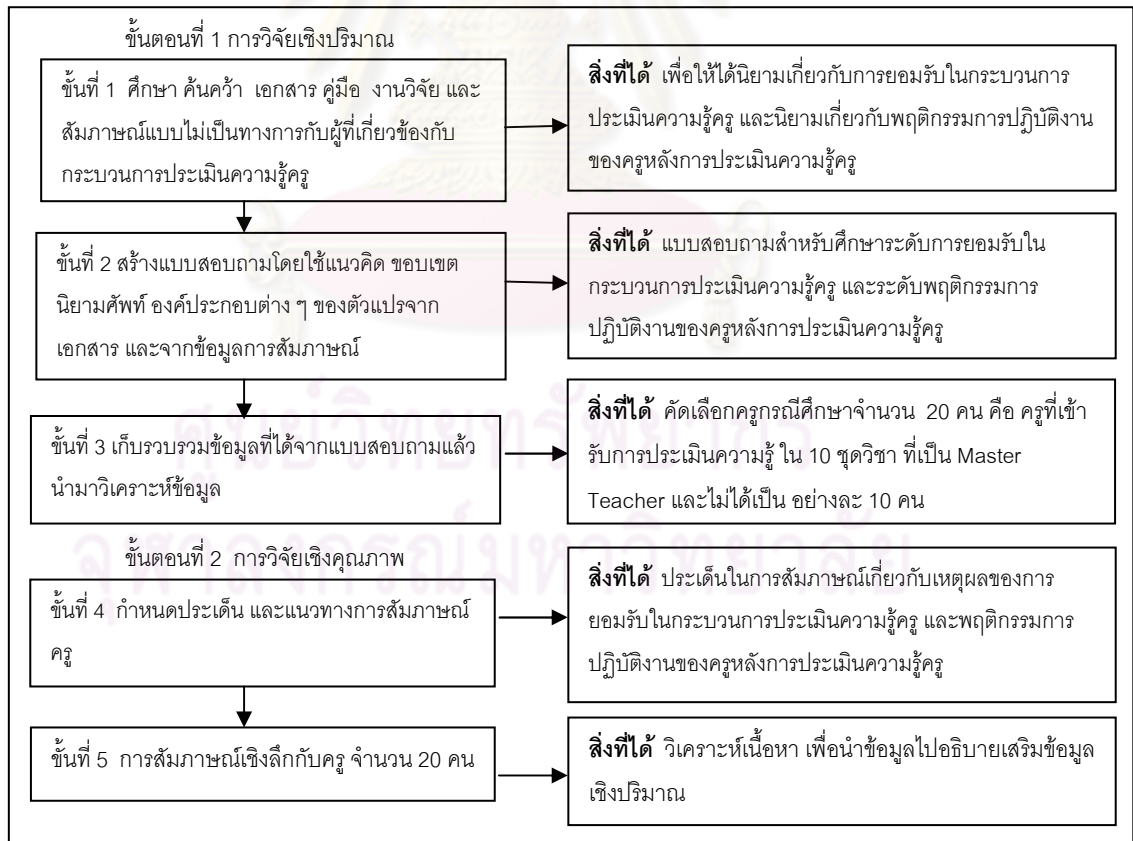 ขั้นตอนที่ 1 การวิจัยเชิงปริมาณ
ขั้นที่ 1 ศึกษา ค้นคว้า เอกสาร คู่มือ งานวิจัย และ
สัมภาษณ์แบบไม่เป็นทางการกับผู้ที่เกี่ยวข้องกับ
กระบวนการประเมินความรู้ครู
สิ่งที่ได้ เพื่อให้ได้นิยามเกี่ยวกับการยอมรับในกระบวนการ
ประเมินความรู้ครู และนิยามเกี่ยวกับพฤติกรรมการปฏิบัติงาน
ของครูหลังการประเมินความรู้ครู
ขั้นที่ 2 สร้างแบบสอบถามโดยใช้แนวคิด ขอบเขต
นิยามศัพท์ องค์ประกอบต่าง ๆ ของตัวแปรจาก
เอกสาร และจากข้อมูลการสัมภาษณ์
สิ่งที่ได้ แบบสอบถามสำหรับศึกษาระดับการยอมรับใน
กระบวนการประเมินความรู้ครู และระดับพฤติกรรมการ
ปฏิบัติงานของครูหลังการประเมินความรู้ครู
ขั้นที่ 3 เก็บรวบรวมข้อมูลที่ได้จากแบบสอบถามแล้ว
นำมาวิเคราะห์ข้อมูล
สิ่งที่ได้ คัดเลือกครูกรณีศึกษาจำนวน 20 คน คือ ครูที่เข้า
รับการประเมินความรู้ ใน 10 ชุดวิชา ที่เป็น Master
Teacher และไม่ได้เป็น อย่างละ 10 คน
ศูนย์วิทยทรัพยากร
จุฬาลงกรณ์มหาวิทยาลัย
ขั้นตอนที่ 2 การวิจัยเชิงคุณภาพ
ขั้นที่ 4 กำหนดประเด็น และแนวทางการสัมภาษณ์
ครู
สิ่งที่ได้ ประเด็นในการสัมภาษณ์เกี่ยวกับเหตุผลของการ
ยอมรับในกระบวนการประเมินความรู้ครู และพฤติกรรมการ
ปฏิบัติงานของครูหลังการประเมินความรู้ครู
ขั้นที่ 5 การสัมภาษณ์เชิงลึกกับครู จำนวน 20 คน
สิ่งที่ได้ วิเคราะห์เนื้อหา เพื่อนำข้อมูลไปอธิบายเสริมข้อมูล
เชิงปริมาณ